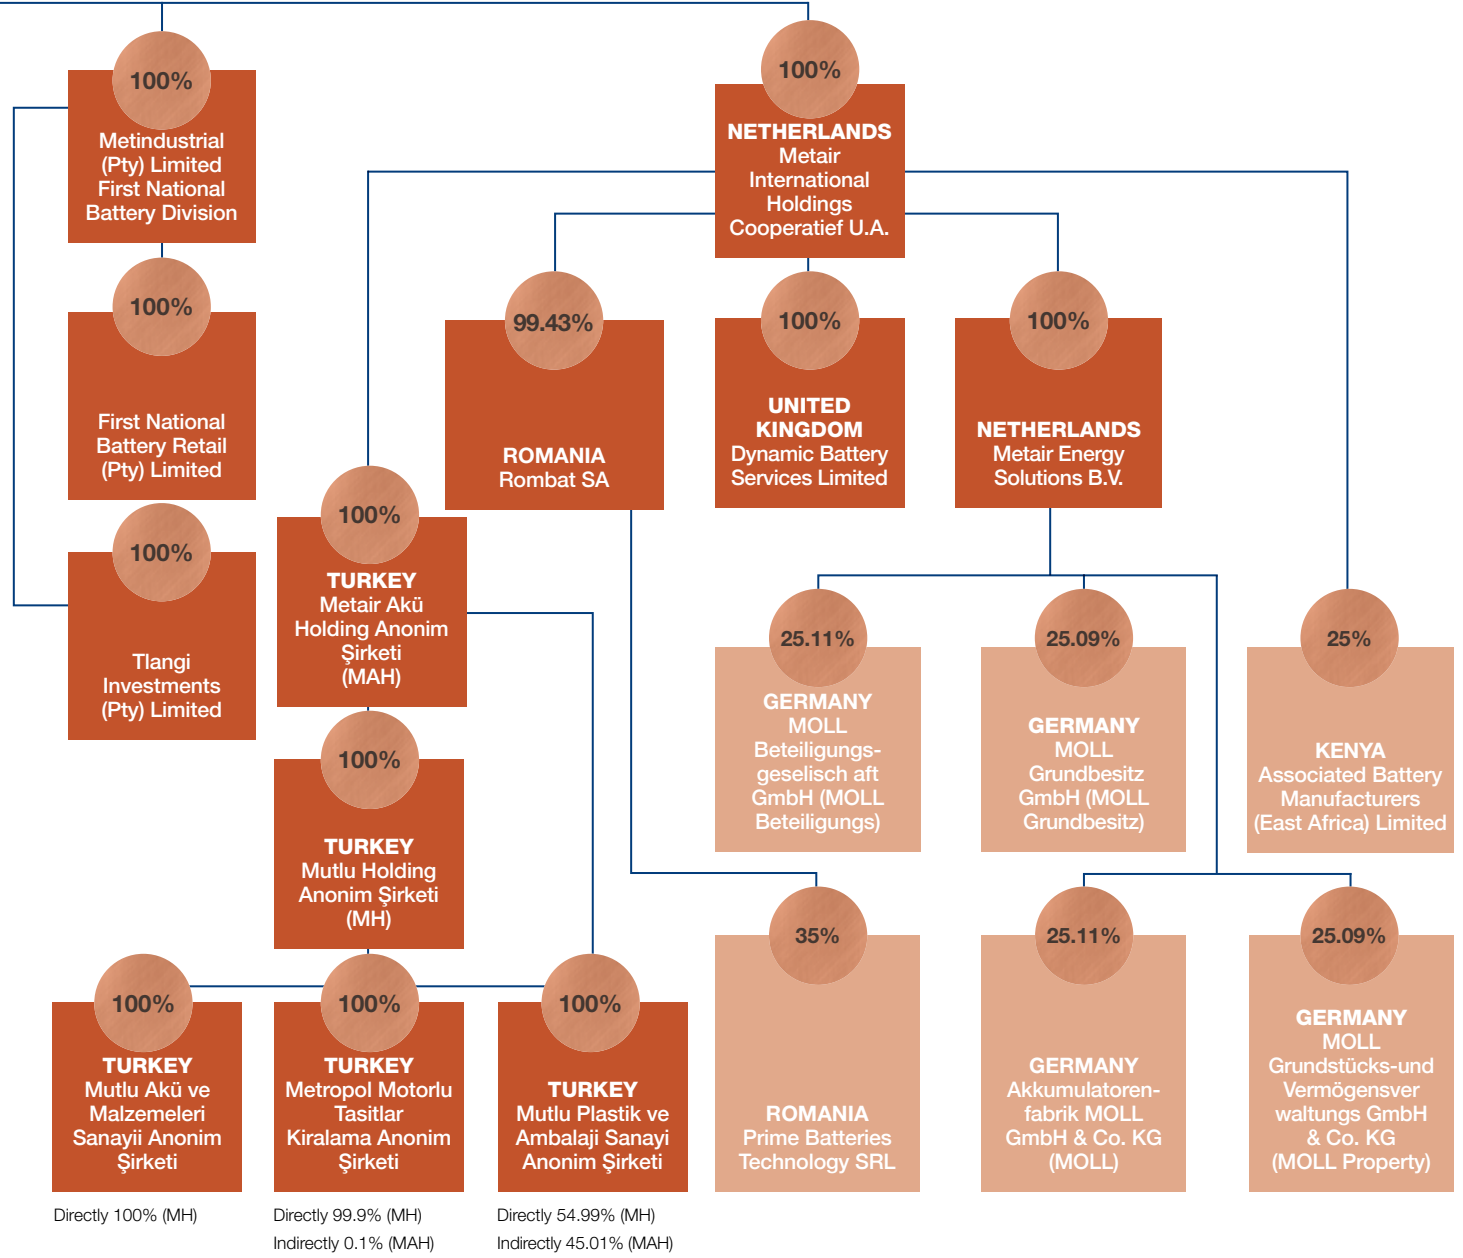 100%
Metindustrial
(Pty) Limited
First National
Battery Division
100%
First National
Battery Retail
(Pty) Limited
100%
Tlangi
Investments
(Pty) Limited
100%
NETHERLANDS
Metair
International
Holdings
Cooperatief U.A.
99.43%
ROMANIA
Rombat SA
100%
UNITED
KINGDOM
Dynamic Battery
Services Limited
100%
NETHERLANDS
Metair Energy
Solutions B.V.
100%
TURKEY
Metair Akü
Holding Anonim
Şirketi
(MAH)
100%
TURKEY
Mutlu Holding
Anonim Şirketi
(MH)
25.11%
GERMANY
MOLL
Beteiligungs-
geselisch aft
GmbH (MOLL
Beteiligungs)
25.09%
GERMANY
MOLL
Grundbesitz
GmbH (MOLL
Grundbesitz)
25%
KENYA
Associated Battery
Manufacturers
(East Africa) Limited
100%
TURKEY
Mutlu Akü ve
Malzemeleri
Sanayii Anonim
Şirketi
Directly 100% (MH)
100%
TURKEY
Metropol Motorlu
Tasitlar
Kiralama Anonim
Şirketi
Directly 99.9% (MH)
Indirectly 0.1% (MAH)
100%
TURKEY
Mutlu Plastik ve
Ambalaji Sanayi
Anonim Şirketi
Directly 54.99% (MH)
Indirectly 45.01% (MAH)
35%
ROMANIA
Prime Batteries
Technology SRL
25.11%
GERMANY
Akkumulatoren-
fabrik MOLL
GmbH & Co. KG
(MOLL)
25.09%
GERMANY
MOLL
Grundstücks-und
Vermögensver
waltungs GmbH
& Co. KG
(MOLL Property)